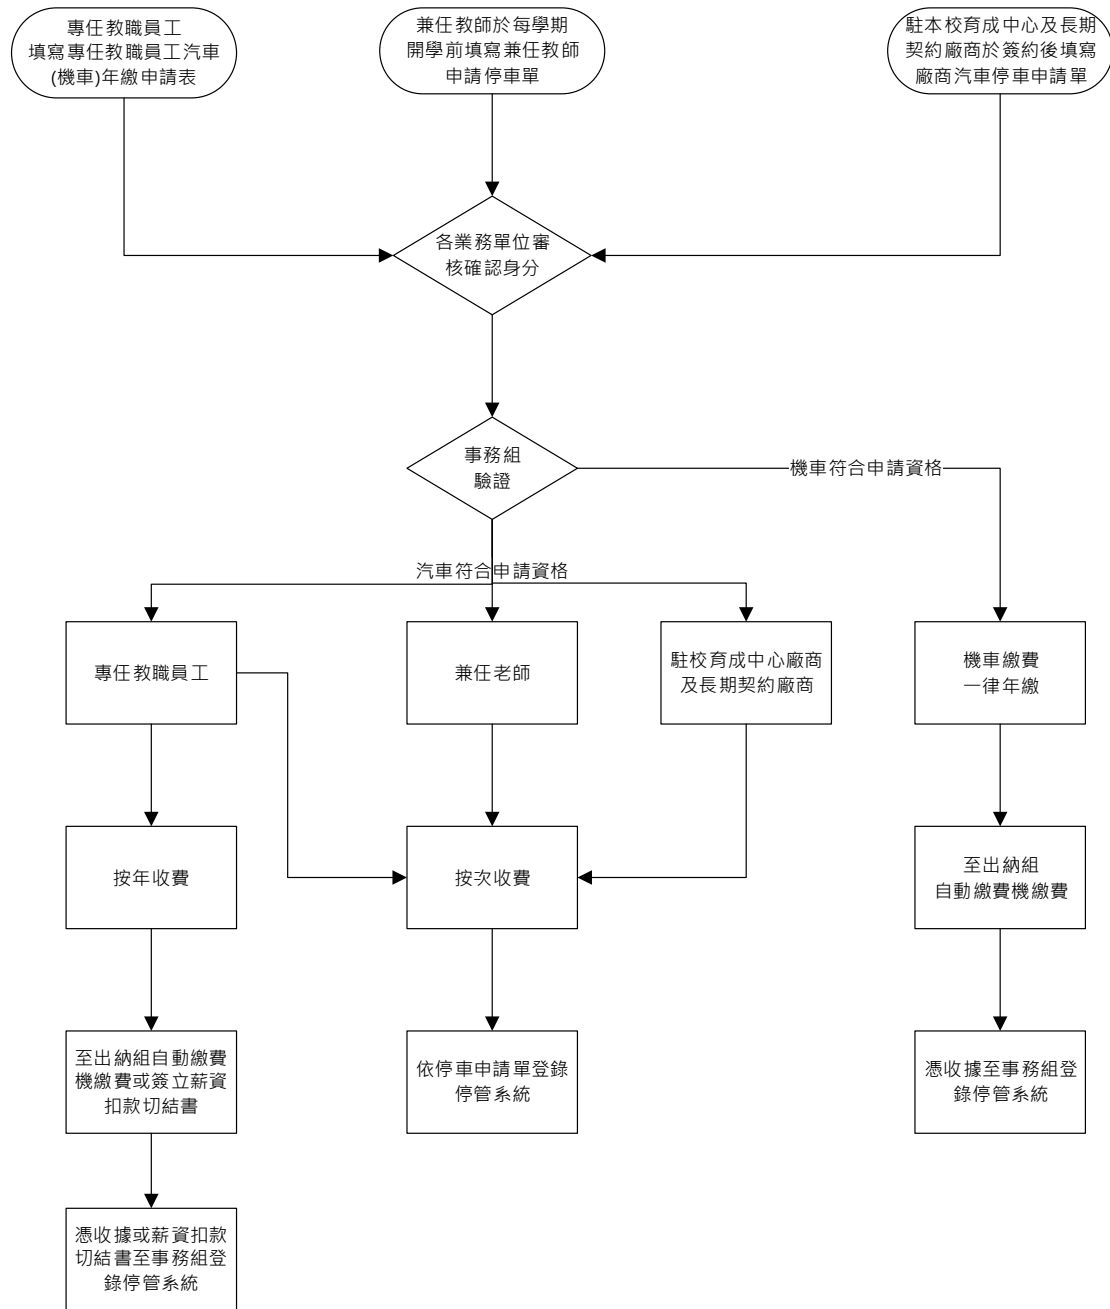 專任教職員工
填寫專任教職員工汽車
(機車)年繳申請表
兼任教師於每學期
開學前填寫兼任教師
申請停車單
駐本校育成中心及長期
契約廠商於簽約後填寫
廠商汽車停車申請單
各業務單位審
核確認身分
事務組
驗證
機車符合申請資格
汽車符合申請資格
專任教職員工
兼任老師
駐校育成中心廠商
及長期契約廠商
機車繳費
一律年繳
按年收費
按次收費
至出納組
自動繳費機繳費
至出納組自動繳費
機繳費或簽立薪資
扣款切結書
依停車申請單登錄
停管系統
憑收據至事務組登
錄停管系統
憑收據或薪資扣款
切結書至事務組登
錄停管系統